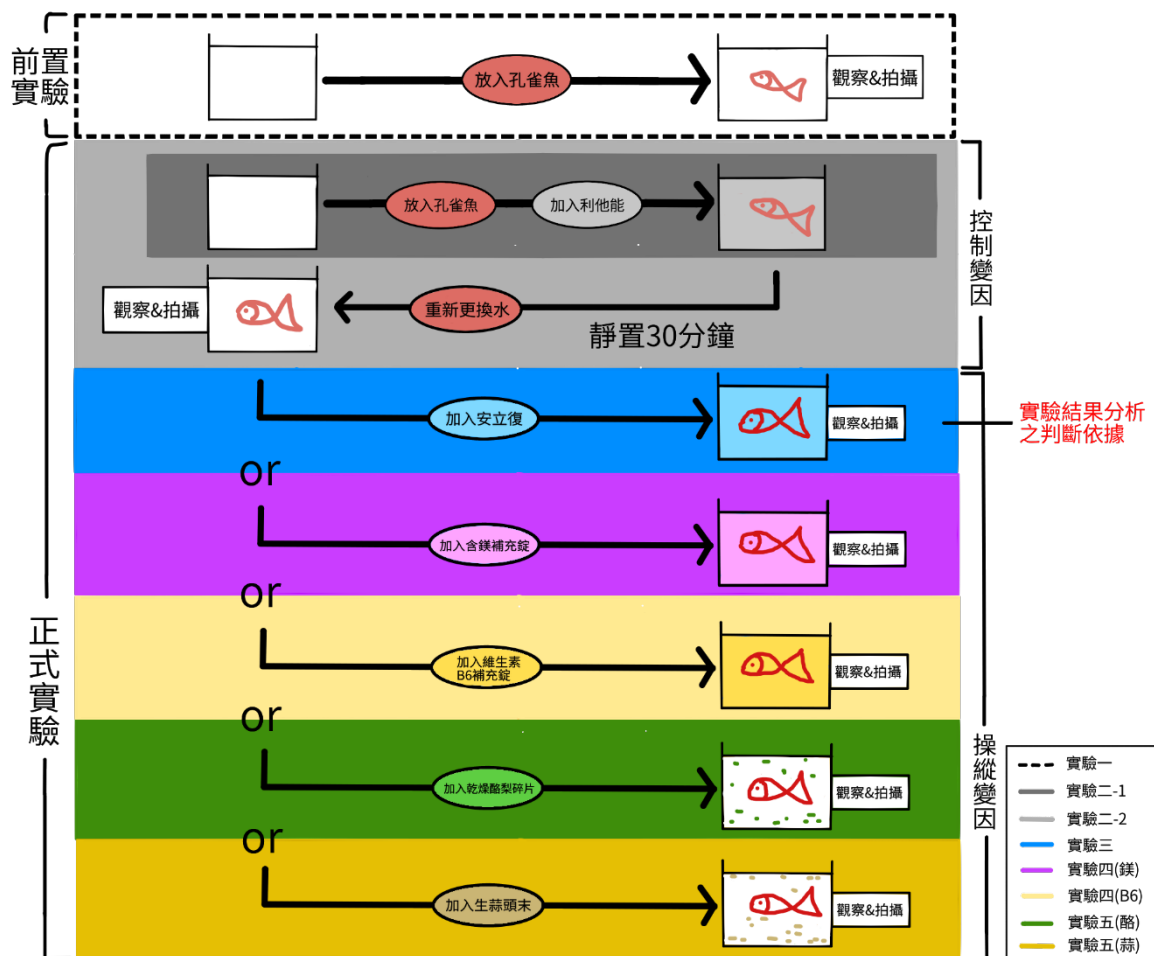 前置
實驗
放入孔雀魚
觀察&拍攝
放入孔雀魚
加入利他能
觀察&拍攝
重新更換水
靜置30分鐘
控制變因
加入安立復
觀察&拍攝
實驗結果分析
之判斷依據
or
加入含鎂補充錠
觀察&拍攝
or
正式實驗
加入維生素
B6補充錠
觀察&拍攝
or
加入乾燥酪梨碎片
觀察&拍攝
操縱變因
or
加入生蒜頭末
觀察&拍攝
實驗一
實驗二-1
實驗二-2
實驗三
實驗四(鎂)
實驗四(B6)
實驗五(酪)
實驗五(蒜)